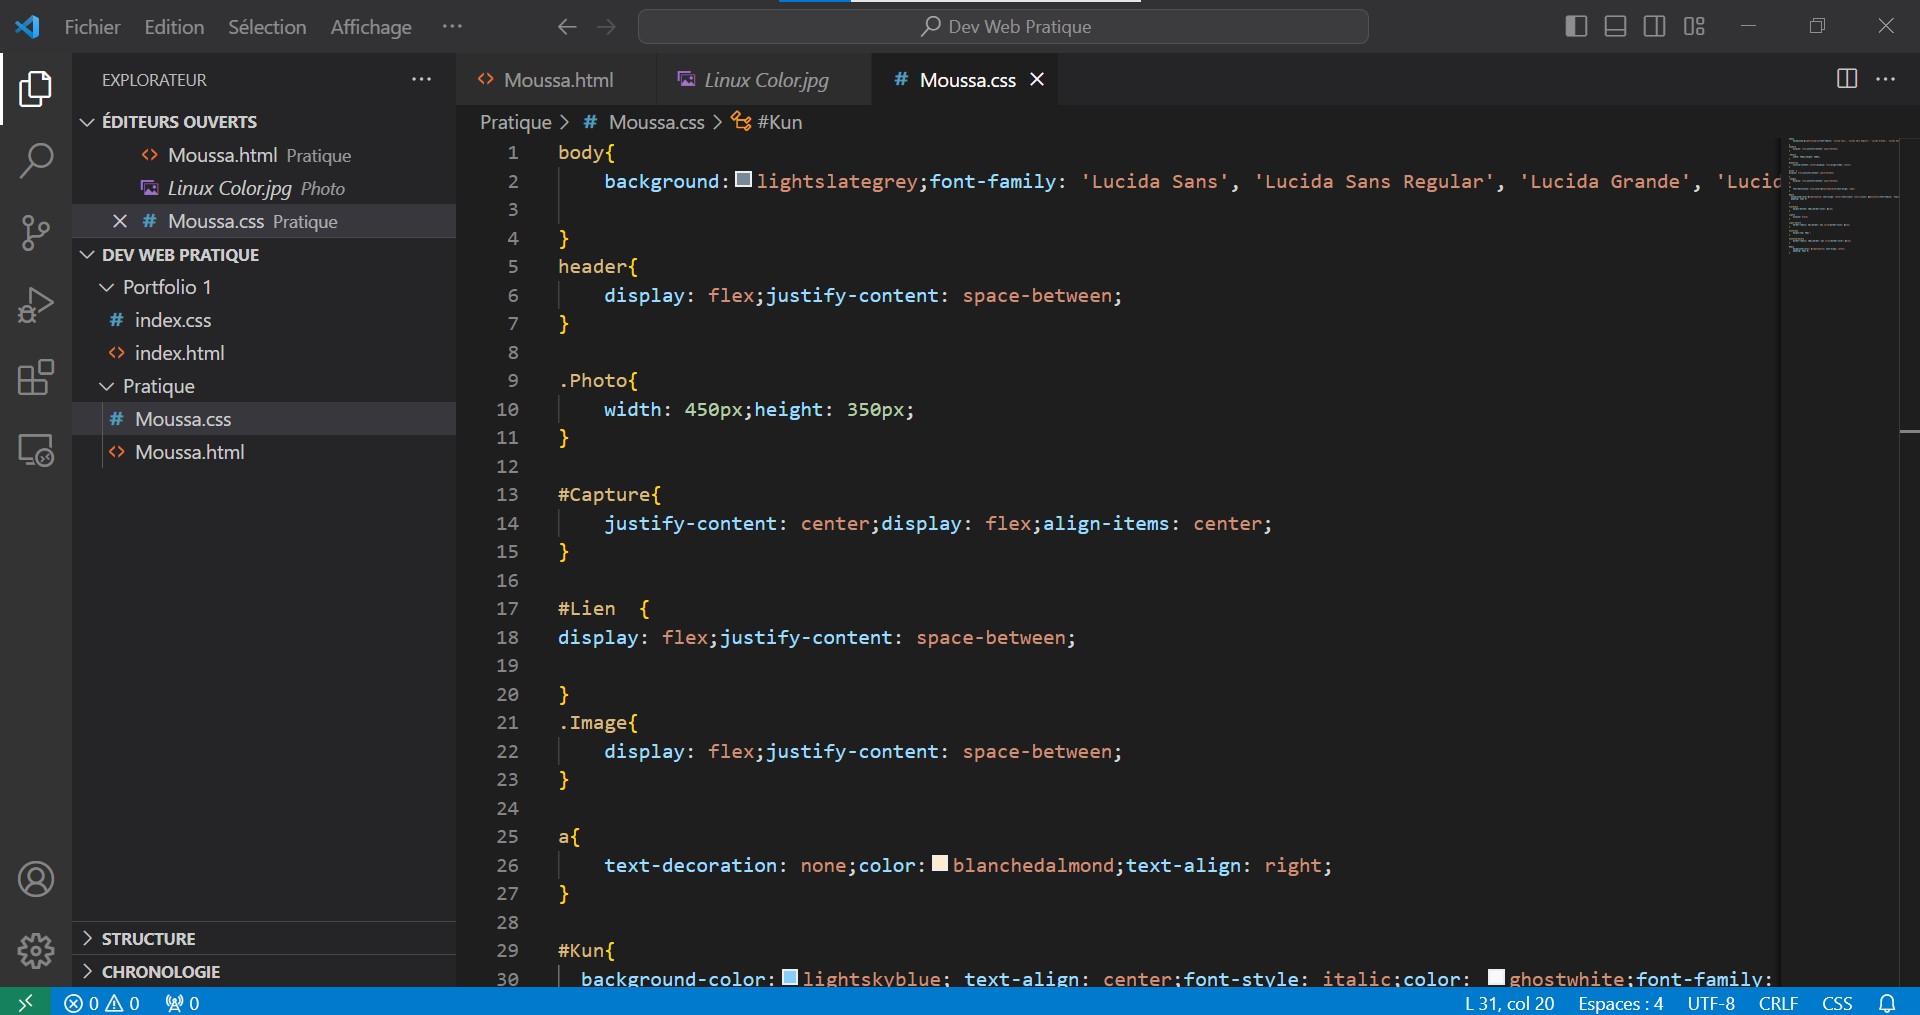 Fichier Edition Sélection Affichage ··· Dev Web Pratique
EXPLORATEUR ···
ÉDITEURS OUVERTS
Moussa.html Pratique
Linux Color.jpg Photo
Moussa.css Pratique
DEV WEB PRATIQUE
Portfolio 1
index.css
index.html
Pratique
Moussa.css
Moussa.html
STRUCTURE
CHRONOLOGIE
Moussa.html Linux Color.jpg # Moussa.css
Pratique > # Moussa.css > #Kun
1 body{
2 background: lightslategrey;font-family: 'Lucida Sans', 'Lucida Sans Regular', 'Lucida Grande', 'Lucid
3
4 }
5 header{
6 display: flex;justify-content: space-between;
7 }
8
9 .Photo{
10 width: 450px;height: 350px;
11 }
12
13 #Capture{
14 justify-content: center;display: flex;align-items: center;
15 }
16
17 #Lien  {
18 display: flex;justify-content: space-between;
19
20 }
21 .Image{
22 display: flex;justify-content: space-between;
23 }
24
25 a{
26 text-decoration: none;color: blanchedalmond;text-align: right;
27 }
28
29 #Kun{
30 background-color: lightskyblue; text-align: center;font-style: italic;color: ghostwhite;font-family:
0 0 0 L 31, col 20 Espaces : 4 UTF-8 CRLF CSS